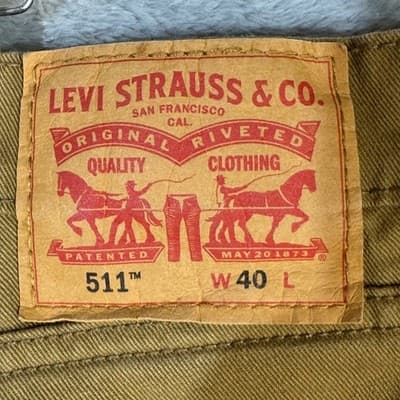 LEVI STRAUSS & CO.
SAN FRANCISCO
CAL.
ORIGINAL RIVETED
QUALITY CLOTHING
PATENTED MAY 20 1873 ®
511™ W 40 L